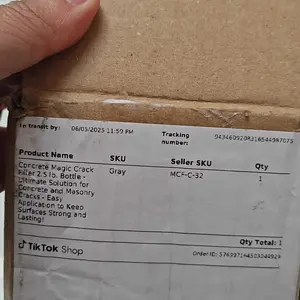 In transit by: 06/05/2025 11:59 PM
Tracking number: 9434609208316544987073
Product Name SKU Seller SKU Qty
Concrete Magic Crack Gray MCF-C-32 1
Filler 2.5 lb. Bottle -
Ultimate Solution for
Concrete and Masonry
Cracks - Easy
Application to Keep
Surfaces Strong and
Lasting!
Qty Total: 1
TikTok Shop
Order ID: